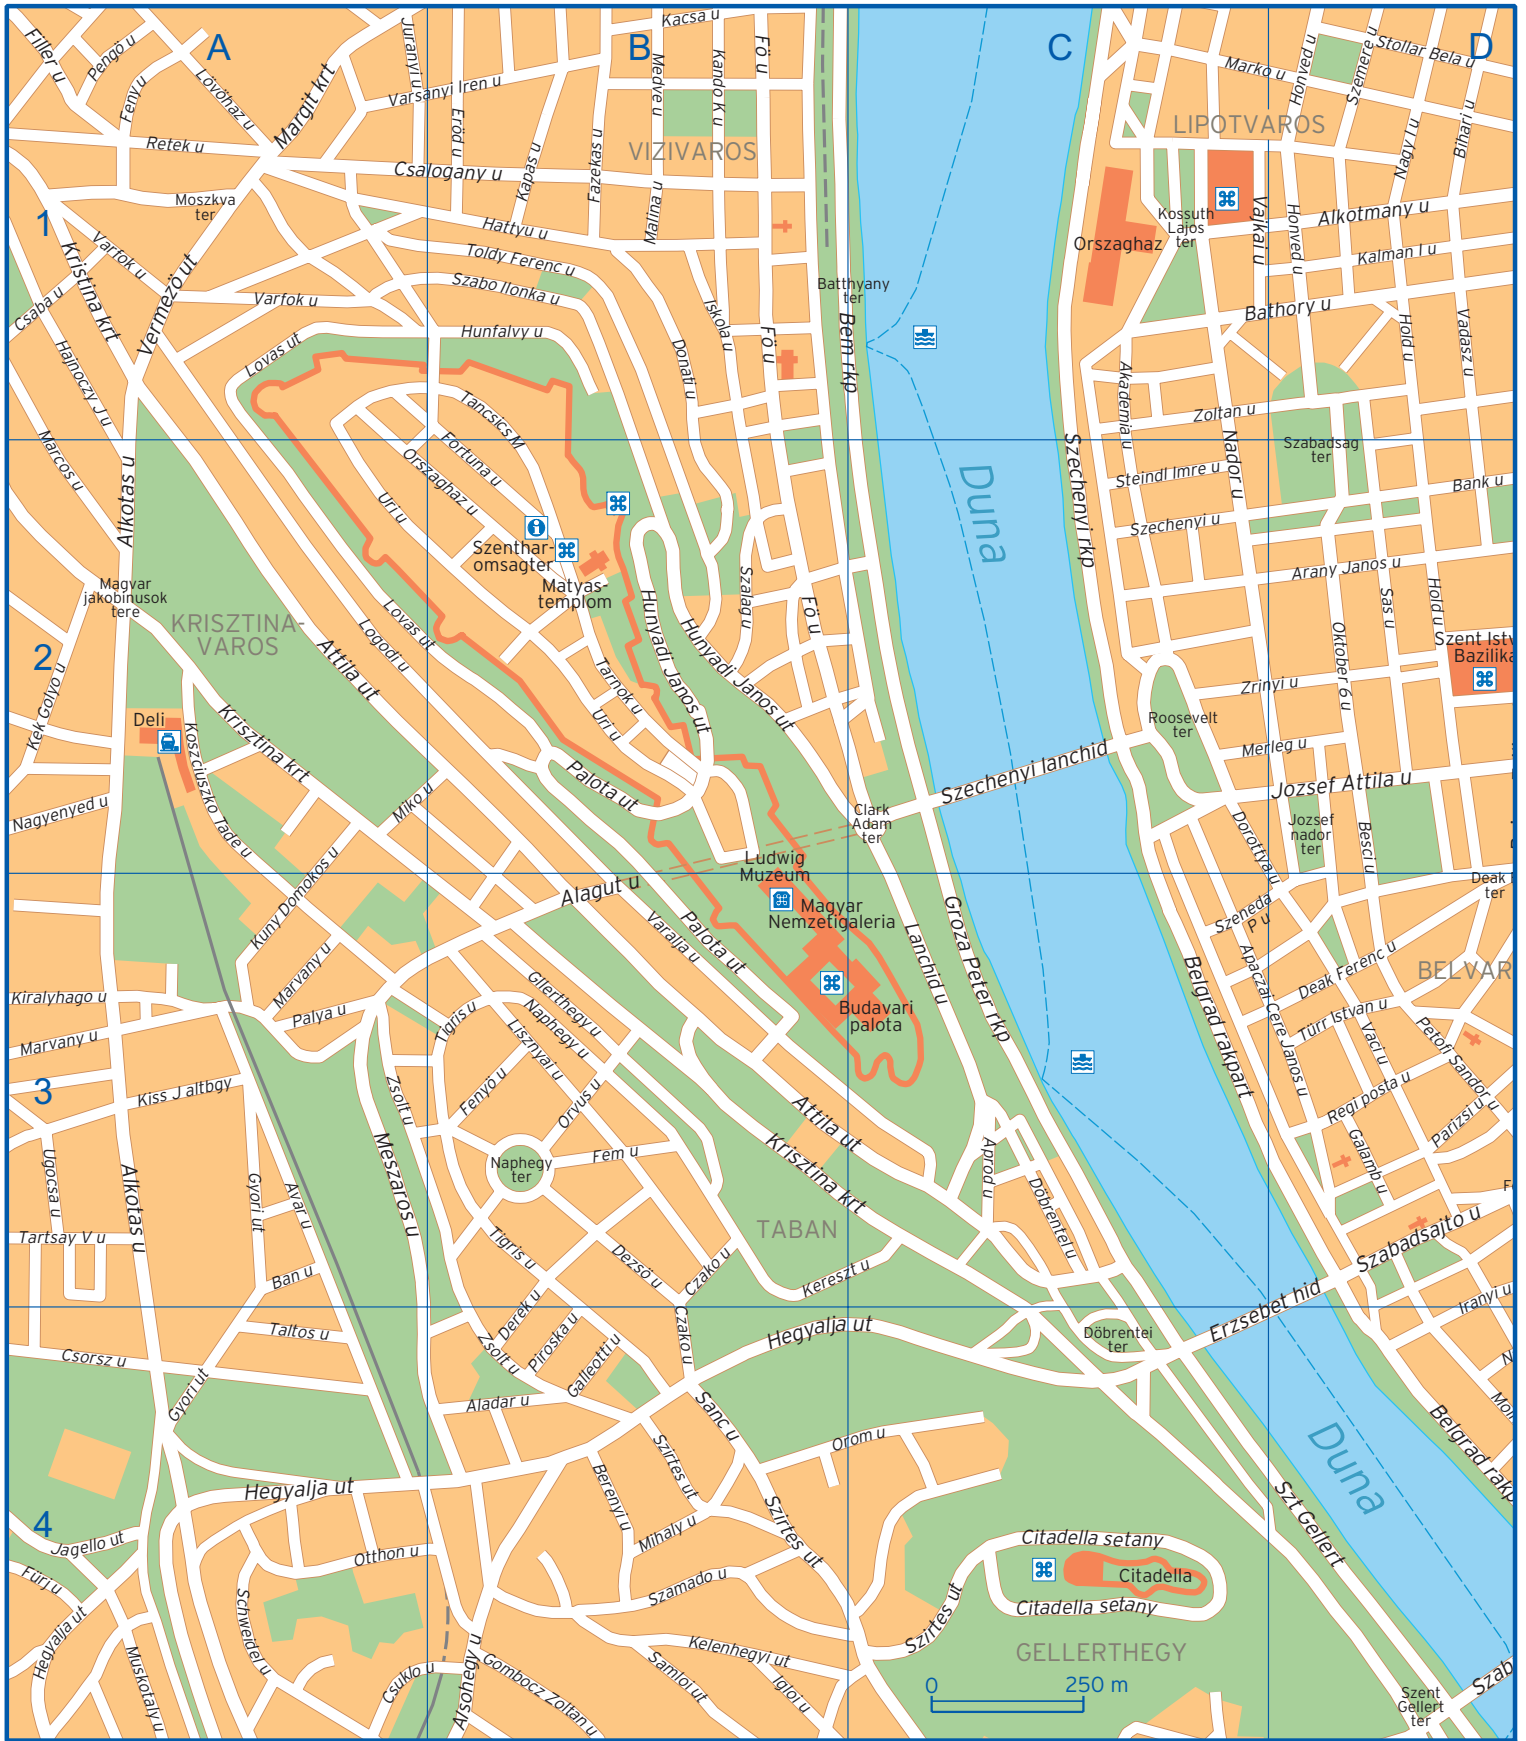 A
B
C
D
Kacsa u
Fö u
Juranyi u
Filler u
Pengö u
Feny u
Lövöhaz u
Margit krt
Varsanyi Iren u
Medve u
Kando K u
Eröd u
Marko u
Honved u
Szemere u
Stollar Bela u
LIPOTVAROS
Retek u
Csalogany u
Kapas u
Fazekas u
VIZIVAROS
Nagy I u
Bihari u
Moszkva
ter
Malina u
Hattyu u
1
Kossuth
Lajos
ter
Vajkai u
Honved u
Alkotmany u
Orszaghaz
Kalman I u
Kristina krt
Varfok u
Vermezö ut
Toldy Ferenc u
Szabo Ilonka u
Varfok u
Csaba u
Batthyany
ter
Bem rkp
Iskola u
Fö u
Bathory u
Hold u
Vadasz u
Hajnoczy J u
Lovas ut
Hunfalvy u
Donati u
Akademia u
Zoltan u
Tancsics M
Marcos u
Fortuna u
Orszaghaz u
Uri u
Alkotas u
Duna
Szechenyi rkp
Steindl Imre u
Nador u
Szabadsag
ter
Bank u
Szechenyi u
Szenthar-
omsagter
Matyas-
templom
Szalag u
Fö u
Arany Janos u
Hold u
Sas u
Magyar
jakobinusok
tere
KRISZTINA-
VAROS
Lovas ut
Logodi u
Attila ut
Hunyadi Janos ut
Hunyadi Janos ut
Oktober 6 u
Szent Istv
Bazilika
2
Kek Golyo u
Tarnok u
Uri u
Zrinyi u
Deli
Koszciuszko Tade u
Krisztina krt
Roosevelt
ter
Merleg u
Szechenyi lanchid
Jozsef Attila u
Palota ut
Miko u
Nagyenyed u
Clark
Adam
ter
Dorottya u
Jozsef
nador
ter
Becsi u
Ludwig
Muzeum
Deak
ter
Kuny Domokos u
Alagut u
Magyar
Nemzetigaleria
Varalja u
Palota ut
Lanchid u
Groza Peter rkp
Szeneda
P u
Deak Ferenc u
BELVAR
Marvany u
Kiralyhago u
Palya u
Tigris u
Gllerthegy u
Naphegy u
Lisznyai u
Budavari
palota
Belgrad rakpart
Apaczai Cere Janos u
Türr Istvan u
Vaci u
Petofi Sandor u
Marvany u
3
Kiss J altbgy
Zsolt u
Fenyö u
Orvus u
Attila ut
Krisztina krt
Regi posta u
Parizsi u
Galamb u
Fem u
Naphegy
ter
Ugocsa u
Alkotas u
Gyori ut
Avar u
Meszaros u
Aprod u
Döbrentel u
TABAN
Tartsay V u
Ban u
Tigris u
Dezsö u
Czako u
Kereszt u
Szabadsajto u
Iranyi u
Erzsebet hid
Taltos u
Csorsz u
Derek u
Zsolt u
Piroska u
Galleotti u
Czako u
Hegyalja ut
Döbrentei
ter
Gyori ut
Aladar u
Sanc u
Orom u
Szirtes ut
Belgrad rakp
Duna
Hegyalja ut
Berenyi u
Szirtes ut
Mihaly u
Szt Gellert
4
Jagello ut
Otthon u
Citadella setany
Citadella
Citadella setany
Fürj u
Szamado u
Schweidel u
Szirtes ut
Hegyalja ut
Muskotaly u
GELLERTHEGY
Kelenhegyi ut
Csuklo u
Alsohegy u
Gombocz Zoltan u
Samloi ut
Igloi u
0
250 m
Szent
Gellert
ter
Szab